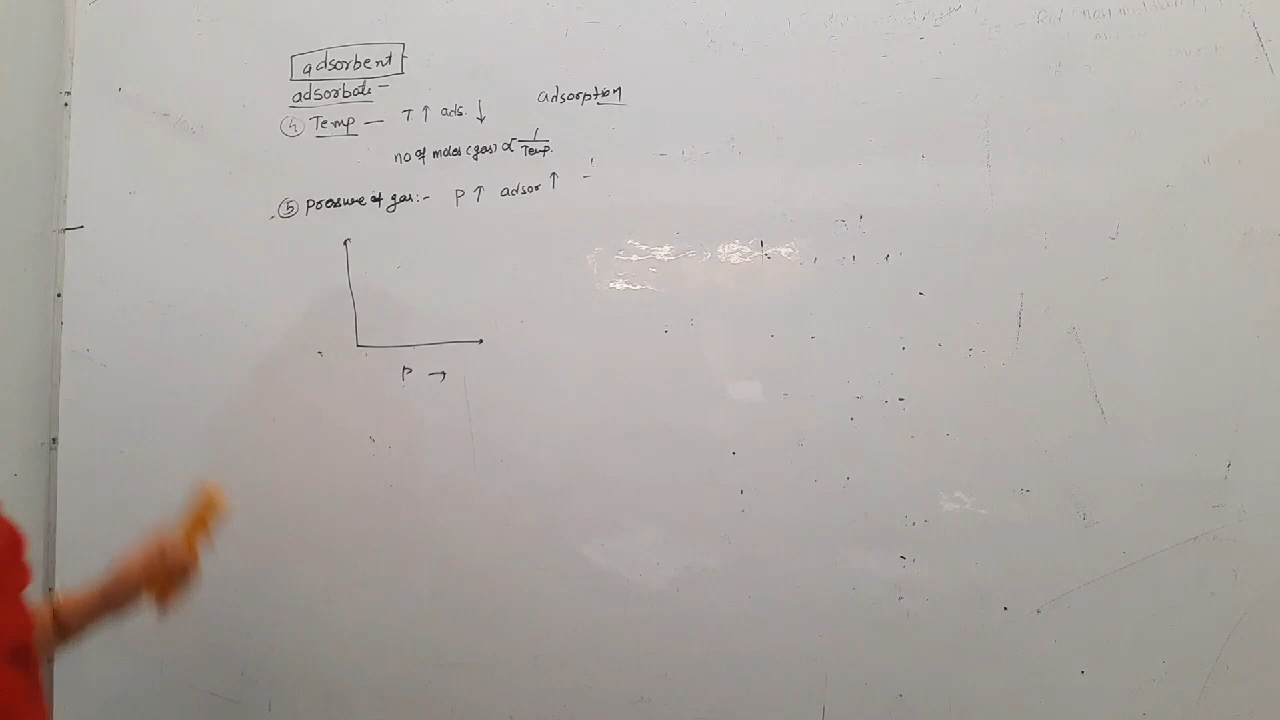 adsorbent
adsorbate -
adsorption
④ Temp — T ↑ ads. ↓
no of moles (gas) ∝ 1/Temp.
⑤ pressure of gas:- P ↑ adsor ↑
P →